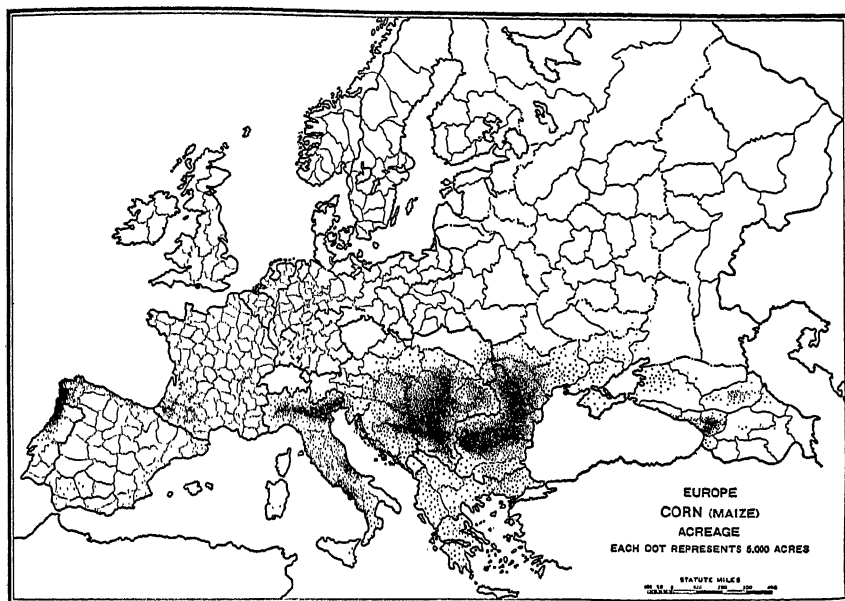 EUROPE
CORN (MAIZE)
ACREAGE
EACH DOT REPRESENTS 5,000 ACRES
STATUTE MILES